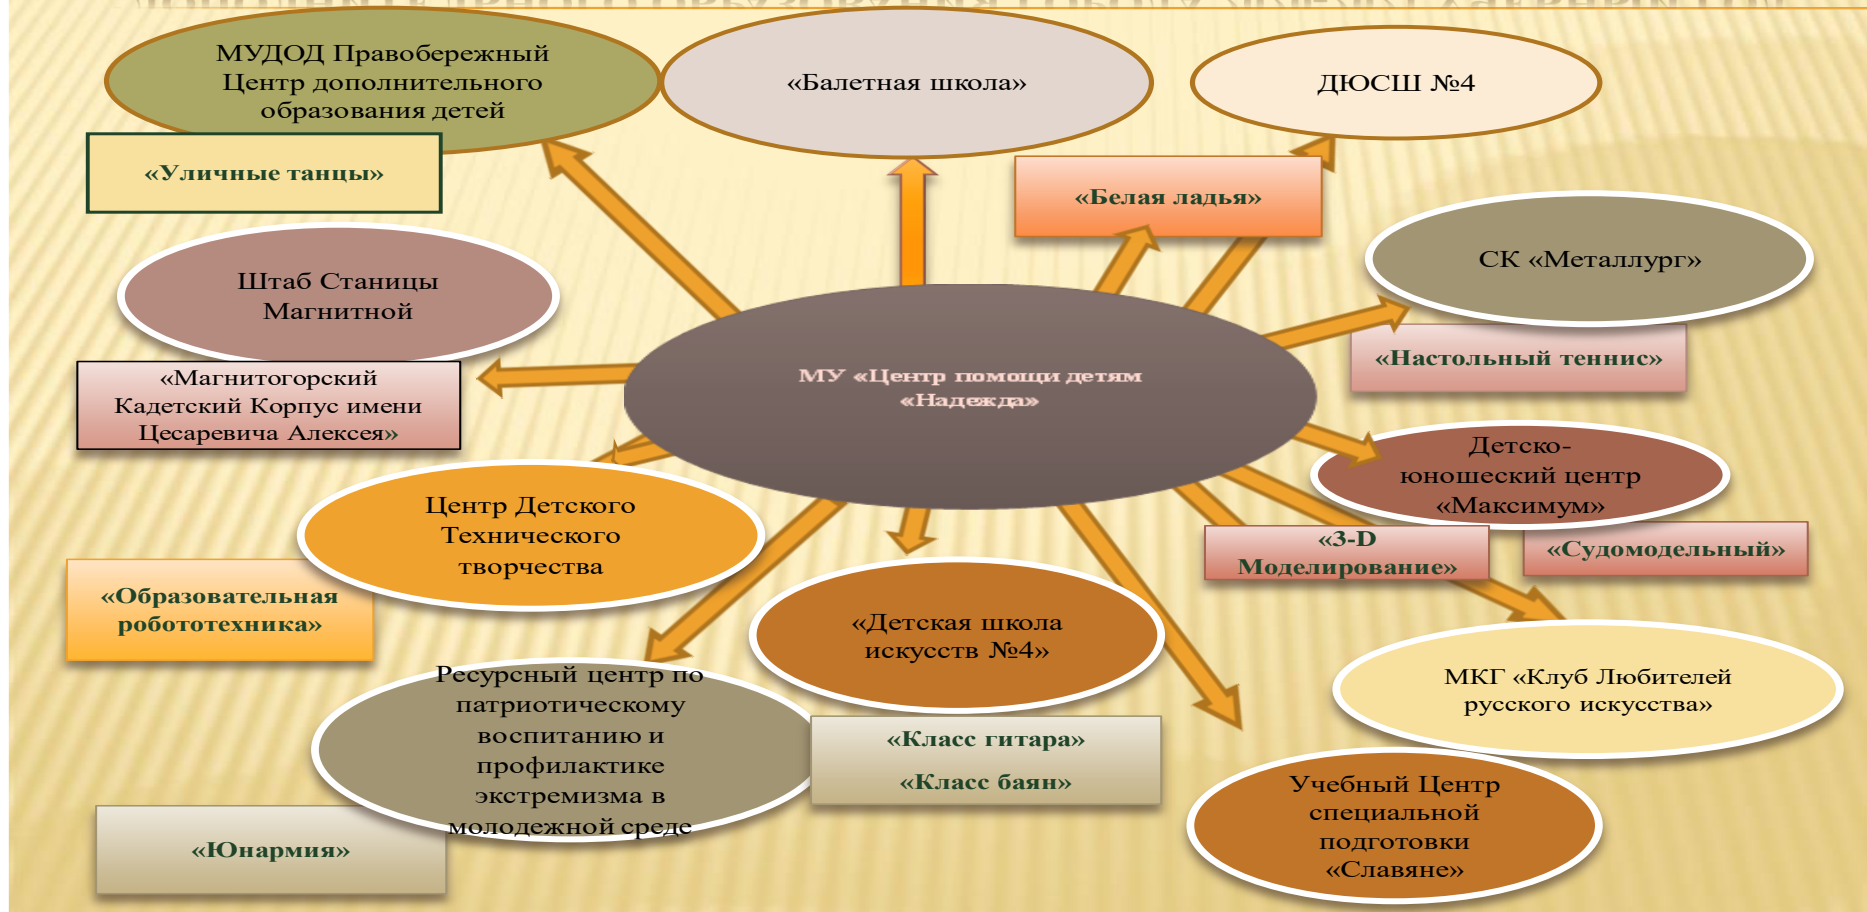 МУДОД Правобережный
Центр дополнительного
образования детей
«Уличные танцы»
«Балетная школа»
ДЮСШ №4
«Белая ладья»
СК «Металлург»
«Настольный теннис»
Штаб Станицы
Магнитной
«Магнитогорский
Кадетский Корпус имени
Цесаревича Алексея»
МУ «Центр помощи детям
«Надежда»
Детско-
юношеский центр
«Максимум»
«3-D
Моделирование»
«Судомодельный»
Центр Детского
Технического
творчества
«Образовательная
робототехника»
«Детская школа
искусств №4»
«Класс гитара»
«Класс баян»
Ресурсный центр по
патриотическому
воспитанию и
профилактике
экстремизма в
молодежной среде
«Юнармия»
МКГ «Клуб Любителей
русского искусства»
Учебный Центр
специальной
подготовки
«Славяне»